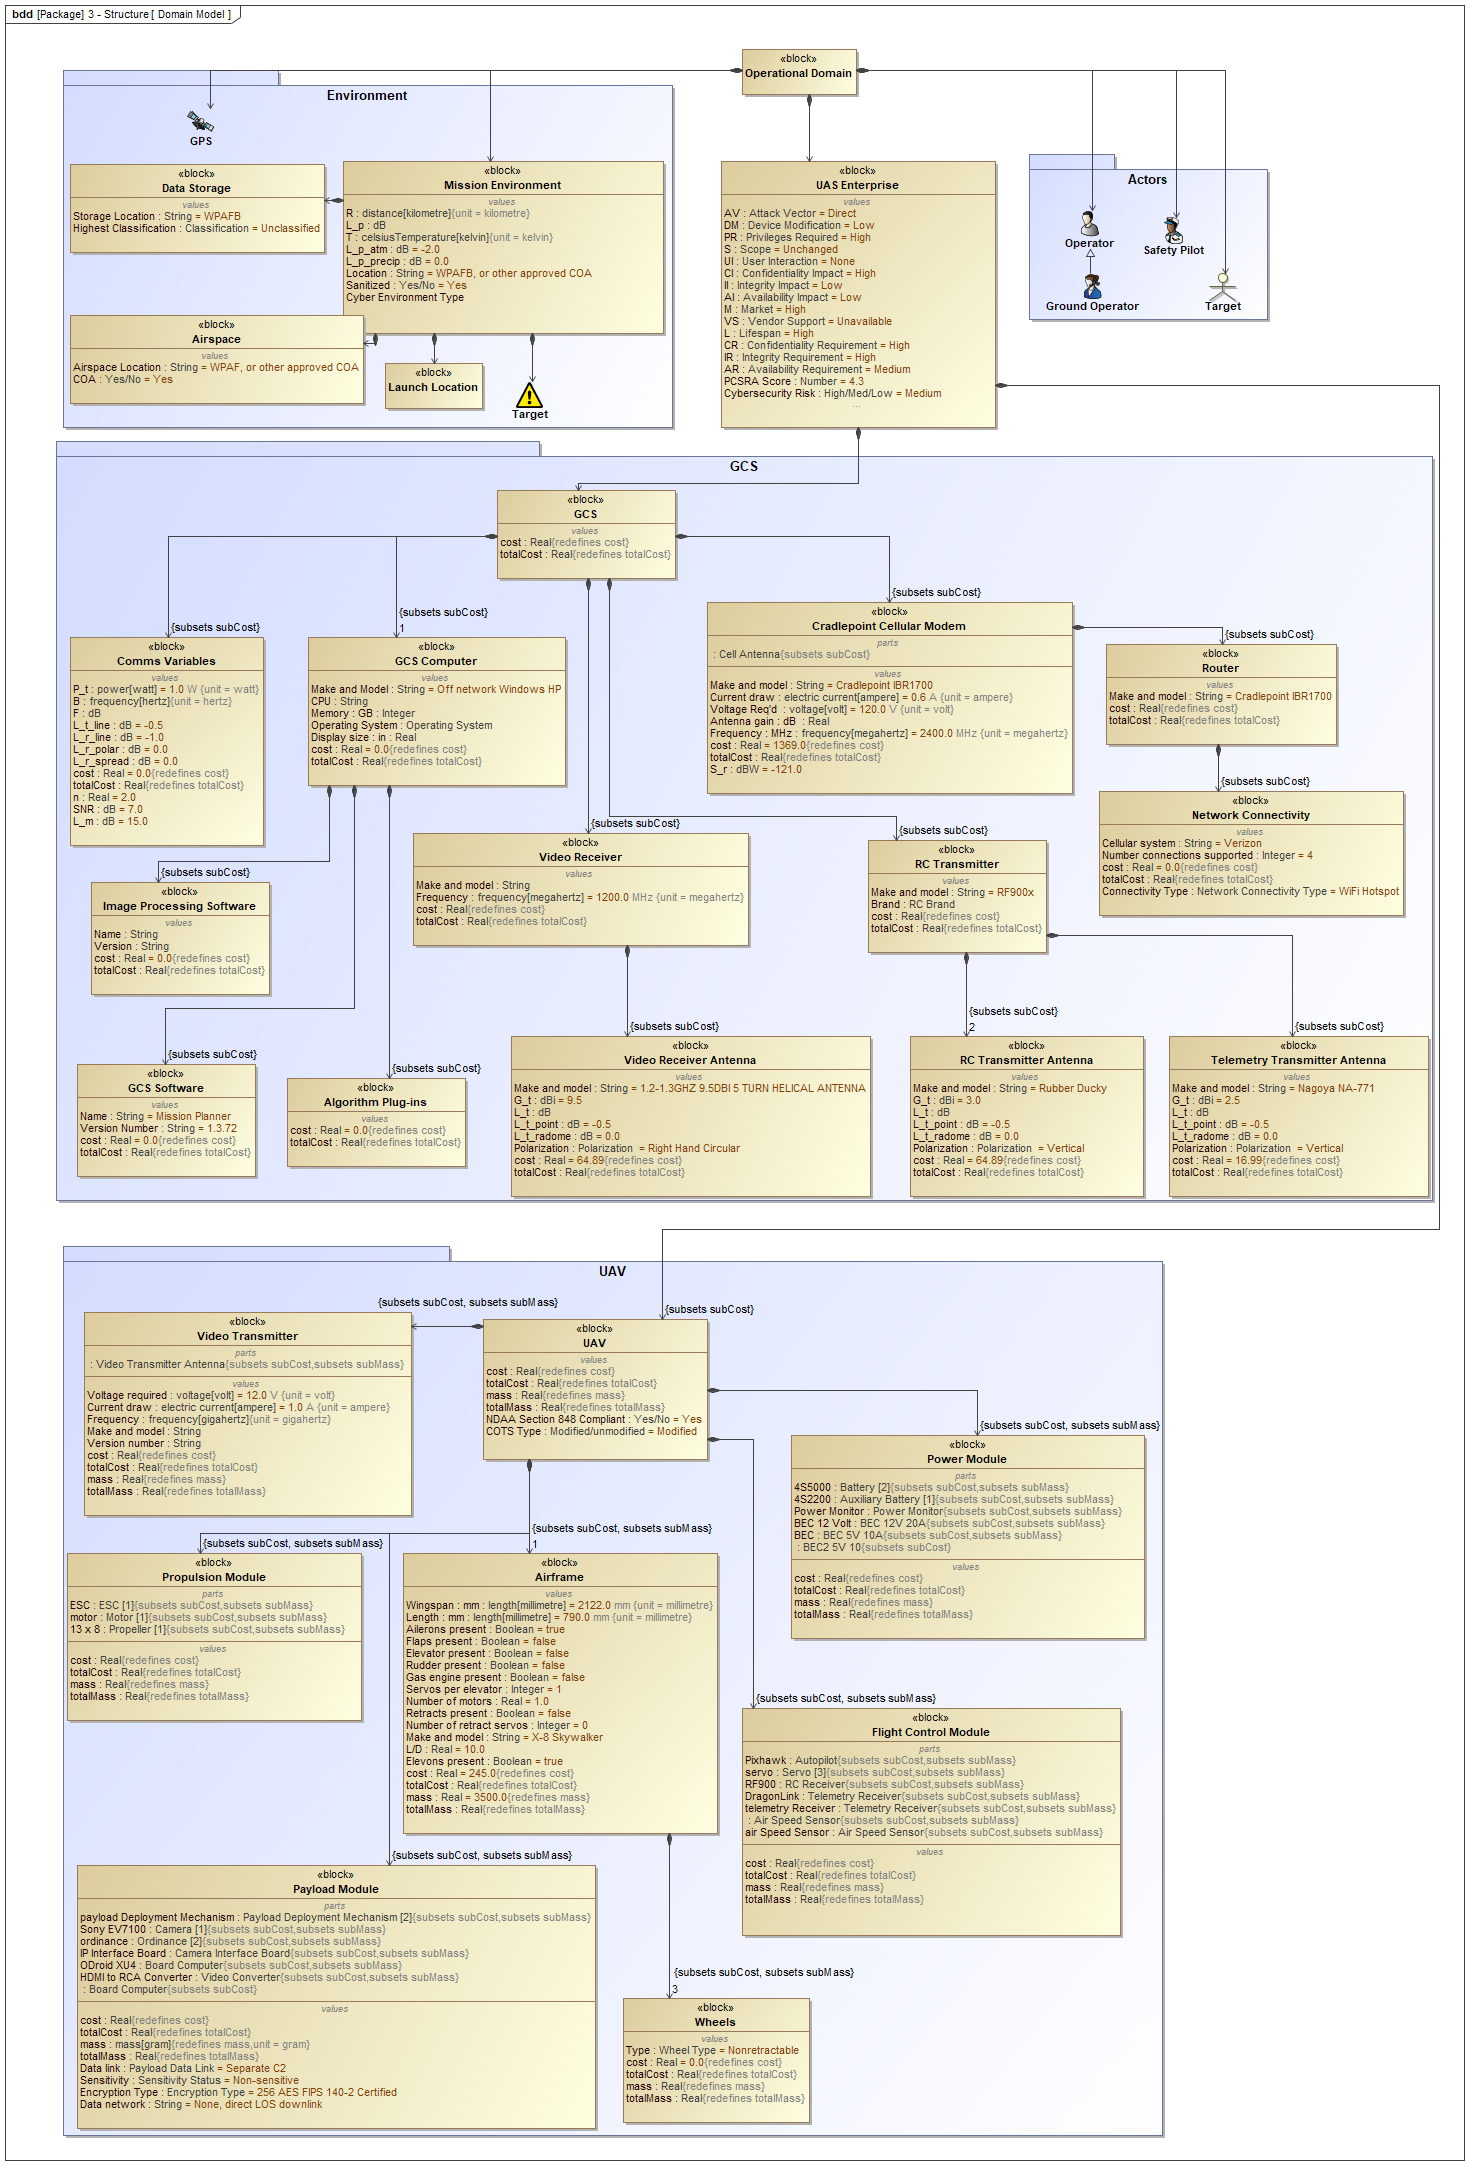 bdd [Package] 3 - Structure [ Domain Model ]
«block»
Operational Domain
Environment
GPS
«block»
Data Storage
values
Storage Location : String = WPAFB
Highest Classification : Classification = Unclassified
«block»
Mission Environment
values
R : distance[kilometre]{unit = kilometre}
L_p : dB
T : celsiusTemperature[kelvin]{unit = kelvin}
L_p_atm : dB = -2.0
L_p_precip : dB = 0.0
Location : String = WPAFB, or other approved COA
Sanitized : Yes/No = Yes
Cyber Environment Type
«block»
Airspace
values
Airspace Location : String = WPAF, or other approved COA
COA : Yes/No = Yes
«block»
Launch Location
Target
«block»
UAS Enterprise
values
AV : Attack Vector = Direct
DM : Device Modification = Low
PR : Privileges Required = High
S : Scope = Unchanged
UI : User Interaction = None
CI : Confidentiality Impact = High
II : Integrity Impact = Low
AI : Availability Impact = Low
M : Market = High
VS : Vendor Support = Unavailable
L : Lifespan = High
CR : Confidentiality Requirement = High
IR : Integrity Requirement = High
AR : Availability Requirement = Medium
PCSRA Score : Number = 4.3
Cybersecurity Risk : High/Med/Low = Medium
...
Actors
Operator
Safety Pilot
Ground Operator
Target
GCS
«block»
GCS
values
cost : Real{redefines cost}
totalCost : Real{redefines totalCost}
{subsets subCost}
«block»
Comms Variables
values
P_t : power[watt] = 1.0 W {unit = watt}
B : frequency[hertz]{unit = hertz}
F : dB
L_t_line : dB = -0.5
L_r_line : dB = -1.0
L_r_polar : dB = 0.0
L_r_spread : dB = 0.0
cost : Real = 0.0{redefines cost}
totalCost : Real{redefines totalCost}
n : Real = 2.0
SNR : dB = 7.0
L_m : dB = 15.0
{subsets subCost}
1
«block»
GCS Computer
values
Make and Model : String = Off network Windows HP
CPU : String
Memory : GB : Integer
Operating System : Operating System
Display size : in : Real
cost : Real = 0.0{redefines cost}
totalCost : Real{redefines totalCost}
{subsets subCost}
«block»
Cradlepoint Cellular Modem
parts
: Cell Antenna{subsets subCost}
values
Make and model : String = Cradlepoint IBR1700
Current draw : electric current[ampere] = 0.6 A {unit = ampere}
Voltage Req'd : voltage[volt] = 120.0 V {unit = volt}
Antenna gain : dB : Real
Frequency : MHz : frequency[megahertz] = 2400.0 MHz {unit = megahertz}
cost : Real = 1369.0{redefines cost}
totalCost : Real{redefines totalCost}
S_r : dBW = -121.0
{subsets subCost}
«block»
Router
values
Make and model : String = Cradlepoint IBR1700
cost : Real{redefines cost}
totalCost : Real{redefines totalCost}
{subsets subCost}
«block»
Network Connectivity
values
Cellular system : String = Verizon
Number connections supported : Integer = 4
cost : Real = 0.0{redefines cost}
totalCost : Real{redefines totalCost}
Connectivity Type : Network Connectivity Type = WiFi Hotspot
{subsets subCost}
«block»
Video Receiver
values
Make and model : String
Frequency : frequency[megahertz] = 1200.0 MHz {unit = megahertz}
cost : Real{redefines cost}
totalCost : Real{redefines totalCost}
{subsets subCost}
«block»
RC Transmitter
values
Make and model : String = RF900x
Brand : RC Brand
cost : Real{redefines cost}
totalCost : Real{redefines totalCost}
{subsets subCost}
«block»
Image Processing Software
values
Name : String
Version : String
cost : Real = 0.0{redefines cost}
totalCost : Real{redefines totalCost}
{subsets subCost}
«block»
GCS Software
values
Name : String = Mission Planner
Version Number : String = 1.3.72
cost : Real = 0.0{redefines cost}
totalCost : Real{redefines totalCost}
{subsets subCost}
«block»
Algorithm Plug-ins
values
cost : Real = 0.0{redefines cost}
totalCost : Real{redefines totalCost}
{subsets subCost}
«block»
Video Receiver Antenna
values
Make and model : String = 1.2-1.3GHZ 9.5DBI 5 TURN HELICAL ANTENNA
G_t : dBi = 9.5
L_t : dB
L_t_point : dB = -0.5
L_t_radome : dB = 0.0
Polarization : Polarization = Right Hand Circular
cost : Real = 64.89{redefines cost}
totalCost : Real{redefines totalCost}
{subsets subCost}
2
«block»
RC Transmitter Antenna
values
Make and model : String = Rubber Ducky
G_t : dBi = 3.0
L_t : dB
L_t_point : dB = -0.5
L_t_radome : dB = 0.0
Polarization : Polarization = Vertical
cost : Real = 64.89{redefines cost}
totalCost : Real{redefines totalCost}
{subsets subCost}
«block»
Telemetry Transmitter Antenna
values
Make and model : String = Nagoya NA-771
G_t : dBi = 2.5
L_t : dB
L_t_point : dB = -0.5
L_t_radome : dB = 0.0
Polarization : Polarization = Vertical
cost : Real = 16.99{redefines cost}
totalCost : Real{redefines totalCost}
UAV
{subsets subCost, subsets subMass}
«block»
Video Transmitter
parts
: Video Transmitter Antenna{subsets subCost,subsets subMass}
values
Voltage required : voltage[volt] = 12.0 V {unit = volt}
Current draw : electric current[ampere] = 1.0 A {unit = ampere}
Frequency : frequency[gigahertz]{unit = gigahertz}
Make and model : String
Version number : String
cost : Real{redefines cost}
totalCost : Real{redefines totalCost}
mass : Real{redefines mass}
totalMass : Real{redefines totalMass}
{subsets subCost}
«block»
UAV
values
cost : Real{redefines cost}
totalCost : Real{redefines totalCost}
mass : Real{redefines mass}
totalMass : Real{redefines totalMass}
NDAA Section 848 Compliant : Yes/No = Yes
COTS Type : Modified/unmodified = Modified
{subsets subCost, subsets subMass}
«block»
Power Module
parts
4S5000 : Battery [2]{subsets subCost,subsets subMass}
4S2200 : Auxiliary Battery [1]{subsets subCost,subsets subMass}
Power Monitor : Power Monitor{subsets subCost,subsets subMass}
BEC 12 Volt : BEC 12V 20A{subsets subCost,subsets subMass}
BEC : BEC 5V 10A{subsets subCost,subsets subMass}
: BEC2 5V 10{subsets subCost}
values
cost : Real{redefines cost}
totalCost : Real{redefines totalCost}
mass : Real{redefines mass}
totalMass : Real{redefines totalMass}
{subsets subCost, subsets subMass}
«block»
Propulsion Module
parts
ESC : ESC [1]{subsets subCost,subsets subMass}
motor : Motor [1]{subsets subCost,subsets subMass}
13 x 8 : Propeller [1]{subsets subCost,subsets subMass}
values
cost : Real{redefines cost}
totalCost : Real{redefines totalCost}
mass : Real{redefines mass}
totalMass : Real{redefines totalMass}
{subsets subCost, subsets subMass}
1
«block»
Airframe
values
Wingspan : mm : length[millimetre] = 2122.0 mm {unit = millimetre}
Length : mm : length[millimetre] = 790.0 mm {unit = millimetre}
Ailerons present : Boolean = true
Flaps present : Boolean = false
Elevator present : Boolean = false
Rudder present : Boolean = false
Gas engine present : Boolean = false
Servos per elevator : Integer = 1
Number of motors : Real = 1.0
Retracts present : Boolean = false
Number of retract servos : Integer = 0
Make and model : String = X-8 Skywalker
L/D : Real = 10.0
Elevons present : Boolean = true
cost : Real = 245.0{redefines cost}
totalCost : Real{redefines totalCost}
mass : Real = 3500.0{redefines mass}
totalMass : Real{redefines totalMass}
{subsets subCost, subsets subMass}
«block»
Flight Control Module
parts
Pixhawk : Autopilot{subsets subCost,subsets subMass}
servo : Servo [3]{subsets subCost,subsets subMass}
RF900 : RC Receiver{subsets subCost,subsets subMass}
DragonLink : Telemetry Receiver{subsets subCost,subsets subMass}
telemetry Receiver : Telemetry Receiver{subsets subCost,subsets subMass}
: Air Speed Sensor{subsets subCost,subsets subMass}
air Speed Sensor : Air Speed Sensor{subsets subCost,subsets subMass}
values
cost : Real{redefines cost}
totalCost : Real{redefines totalCost}
mass : Real{redefines mass}
totalMass : Real{redefines totalMass}
{subsets subCost, subsets subMass}
«block»
Payload Module
parts
payload Deployment Mechanism : Payload Deployment Mechanism [2]{subsets subCost,subsets subMass}
Sony EV7100 : Camera [1]{subsets subCost,subsets subMass}
ordinance : Ordinance [2]{subsets subCost,subsets subMass}
IP Interface Board : Camera Interface Board{subsets subCost,subsets subMass}
ODroid XU4 : Board Computer{subsets subCost,subsets subMass}
HDMI to RCA Converter : Video Converter{subsets subCost,subsets subMass}
: Board Computer{subsets subCost}
values
cost : Real{redefines cost}
totalCost : Real{redefines totalCost}
mass : mass[gram]{redefines mass,unit = gram}
totalMass : Real{redefines totalMass}
Data link : Payload Data Link = Separate C2
Sensitivity : Sensitivity Status = Non-sensitive
Encryption Type : Encryption Type = 256 AES FIPS 140-2 Certified
Data network : String = None, direct LOS downlink
{subsets subCost, subsets subMass}
3
«block»
Wheels
values
Type : Wheel Type = Nonretractable
cost : Real = 0.0{redefines cost}
totalCost : Real{redefines totalCost}
mass : Real{redefines mass}
totalMass : Real{redefines totalMass}